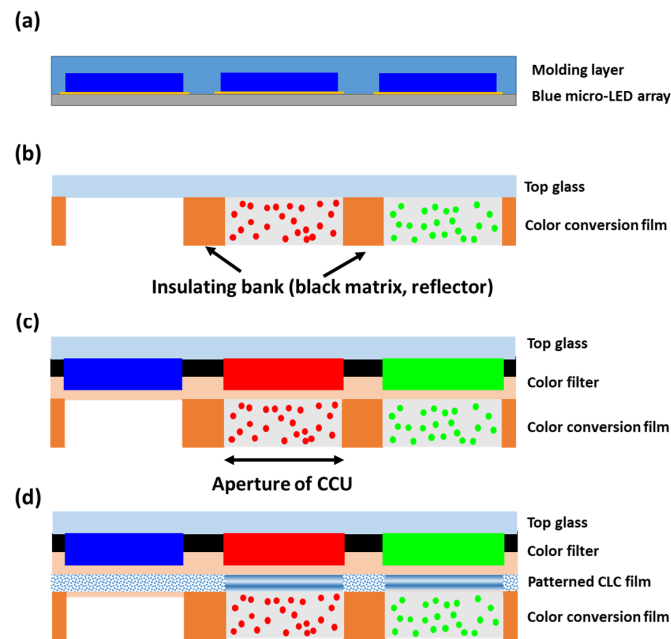 (a)
Molding layer
Blue micro-LED array
(b)
Top glass
Color conversion film
Insulating bank (black matrix, reflector)
(c)
Top glass
Color filter
Color conversion film
Aperture of CCU
(d)
Top glass
Color filter
Patterned CLC film
Color conversion film